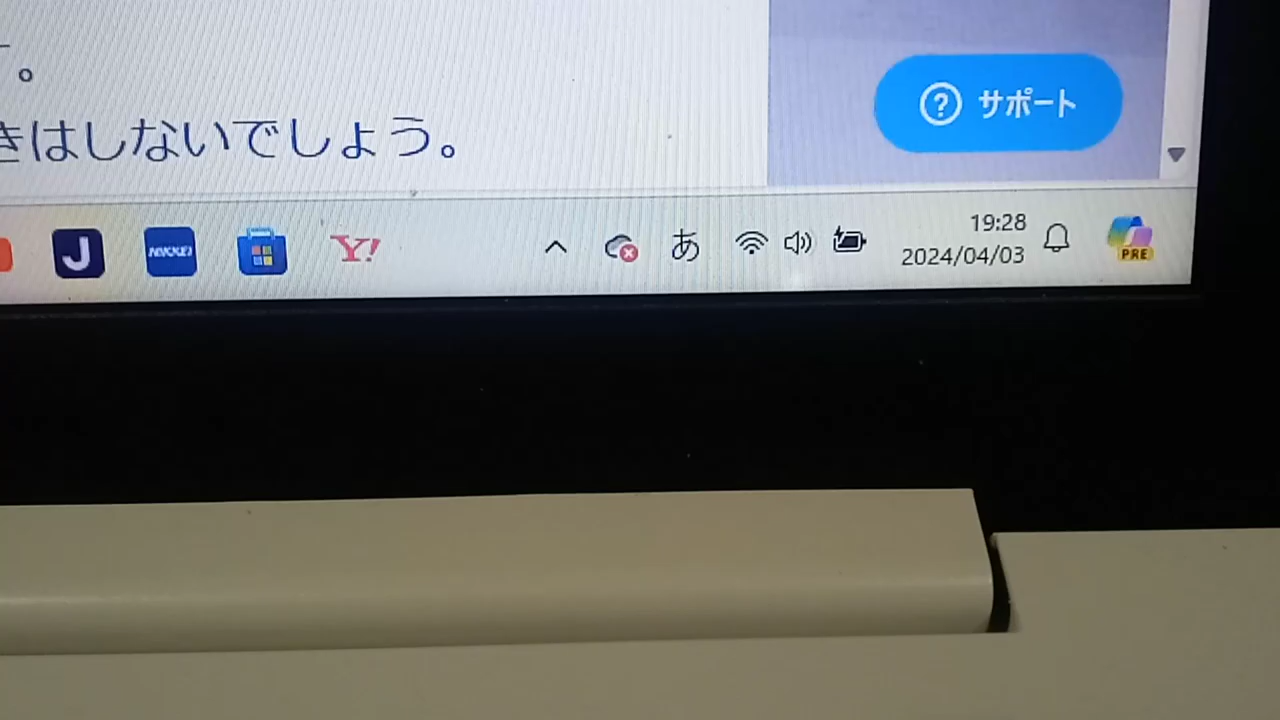 。
きはしないでしょう。
サポート
J
NIKKEI
Y!
あ
19:28
2024/04/03
PRE